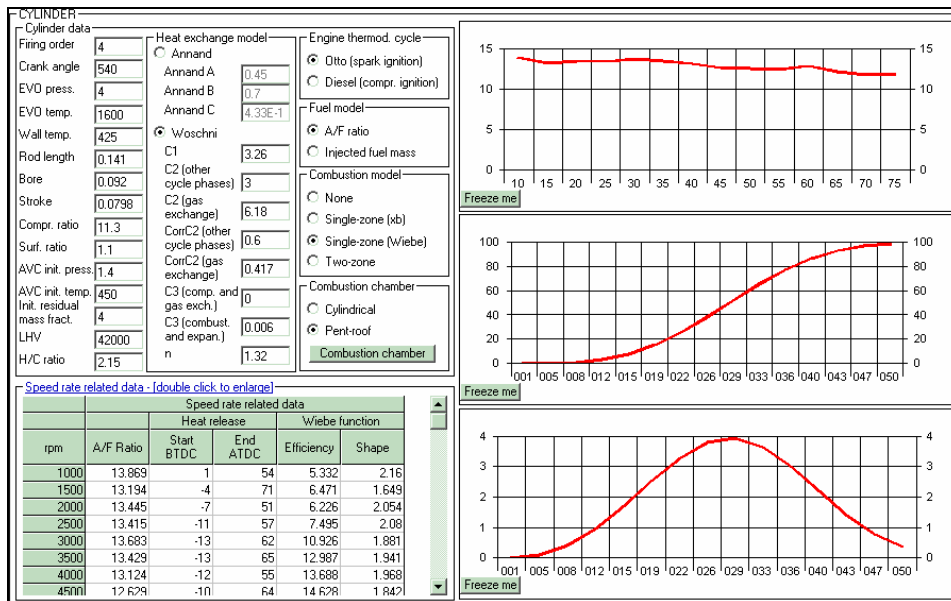 CYLINDER
Cylinder data
Firing order 4
Crank angle 540
EVO press. 4
EVO temp. 1600
Wall temp. 425
Rod length 0.141
Bore 0.092
Stroke 0.0798
Compr. ratio 11.3
Surf. ratio 1.1
AVC init. press. 1.4
AVC init. temp. 450
Init. residual
mass fract. 4
LHV 42000
H/C ratio 2.15
Heat exchange model
Annand
Annand A 0.45
Annand B 0.7
Annand C 4.33E-1
Woschni
C1 3.26
C2 (other
cycle phases) 3
C2 (gas
exchange) 6.18
CorrC2 (other
cycle phases) 0.6
CorrC2 (gas
exchange) 0.417
C3 (comp. and
gas exch.) 0
C3 (combust.
and expan.) 0.006
n 1.32
Engine thermod. cycle
Otto (spark ignition)
Diesel (compr. ignition)
Fuel model
A/F ratio
Injected fuel mass
Combustion model
None
Single-zone (xb)
Single-zone (Wiebe)
Two-zone
Combustion chamber
Cylindrical
Pent-roof
Combustion chamber
Speed rate related data - [double click to enlarge]
Speed rate related data
Heat release Wiebe function
rpm A/F Ratio Start BTDC End ATDC Efficiency Shape
1000 13.869 1 54 5.332 2.16
1500 13.194 -4 71 6.471 1.649
2000 13.445 -7 51 6.226 2.054
2500 13.415 -11 57 7.495 2.08
3000 13.683 -13 62 10.926 1.881
3500 13.429 -13 65 12.987 1.941
4000 13.124 -12 55 13.688 1.968
4500 12.629 -10 64 14.628 1.842
15 15
10 10
5 5
0 0
10 15 20 25 30 35 40 45 50 55 60 65 70 75
Freeze me
100 100
80 80
60 60
40 40
20 20
0 0
001 005 008 012 015 019 022 026 029 033 036 040 043 047 050
Freeze me
4 4
3 3
2 2
1 1
0 0
001 005 008 012 015 019 022 026 029 033 036 040 043 047 050
Freeze me